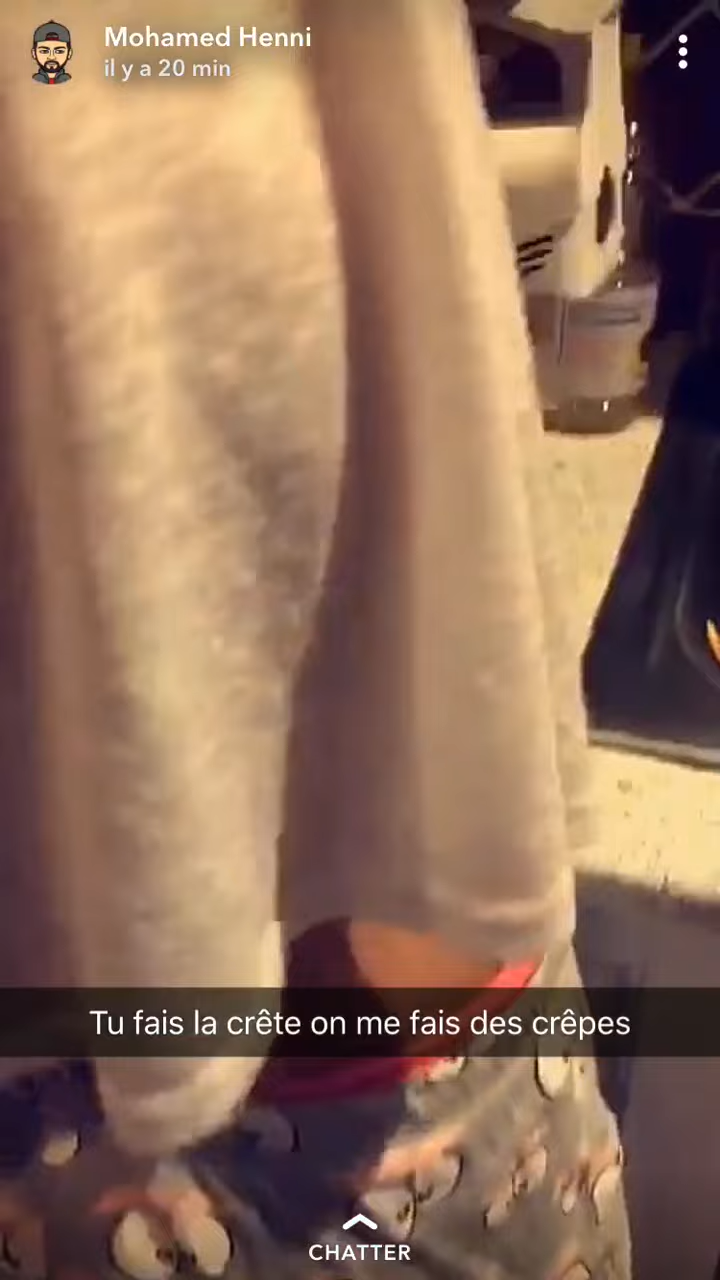 Mohamed Henni
il y a 20 min
Tu fais la crête on me fais des crêpes
CHATTER